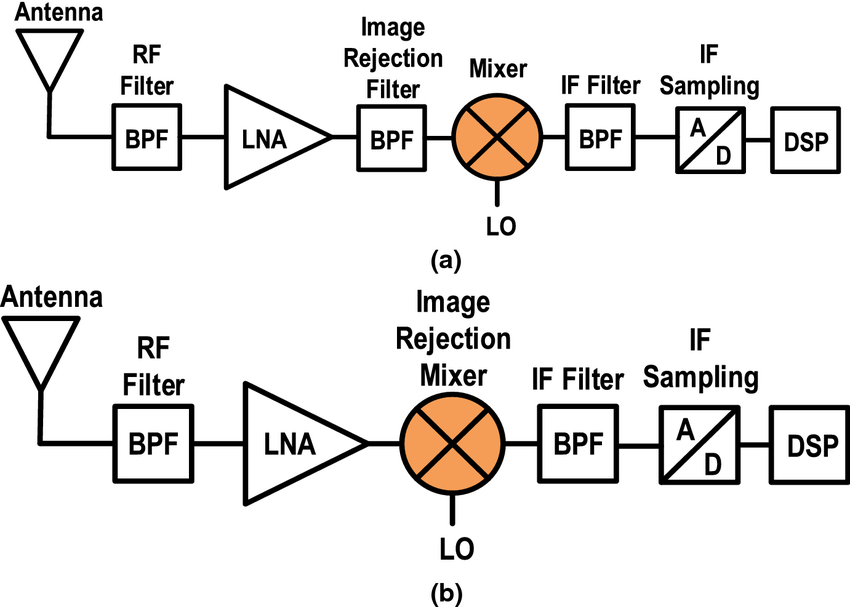 Antenna
RF
Filter
BPF
LNA
Image
Rejection
Filter
BPF
Mixer
LO
IF Filter
BPF
IF
Sampling
A
D
DSP
(a)
Antenna
RF
Filter
BPF
LNA
Image
Rejection
Mixer
LO
IF Filter
BPF
IF
Sampling
A
D
DSP
(b)